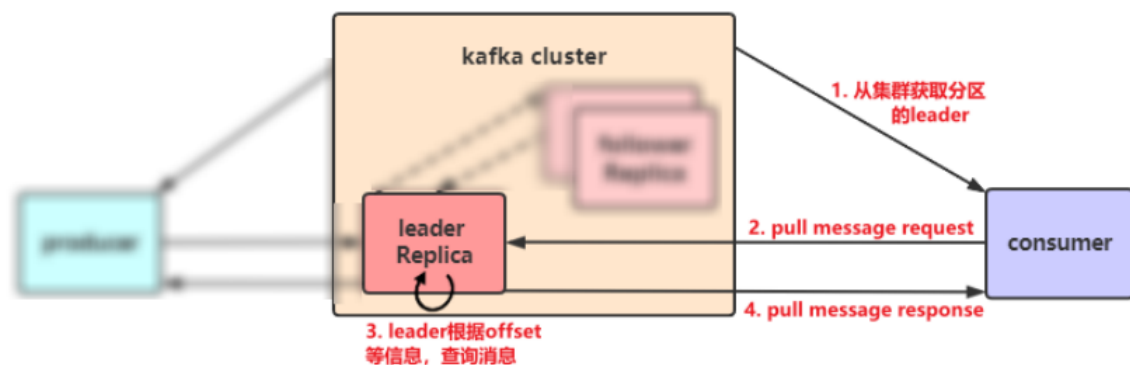 kafka cluster
1. 从集群获取分区
的leader
leader
Replica
2. pull message request
consumer
4. pull message response
3. leader根据offset
等信息，查询消息